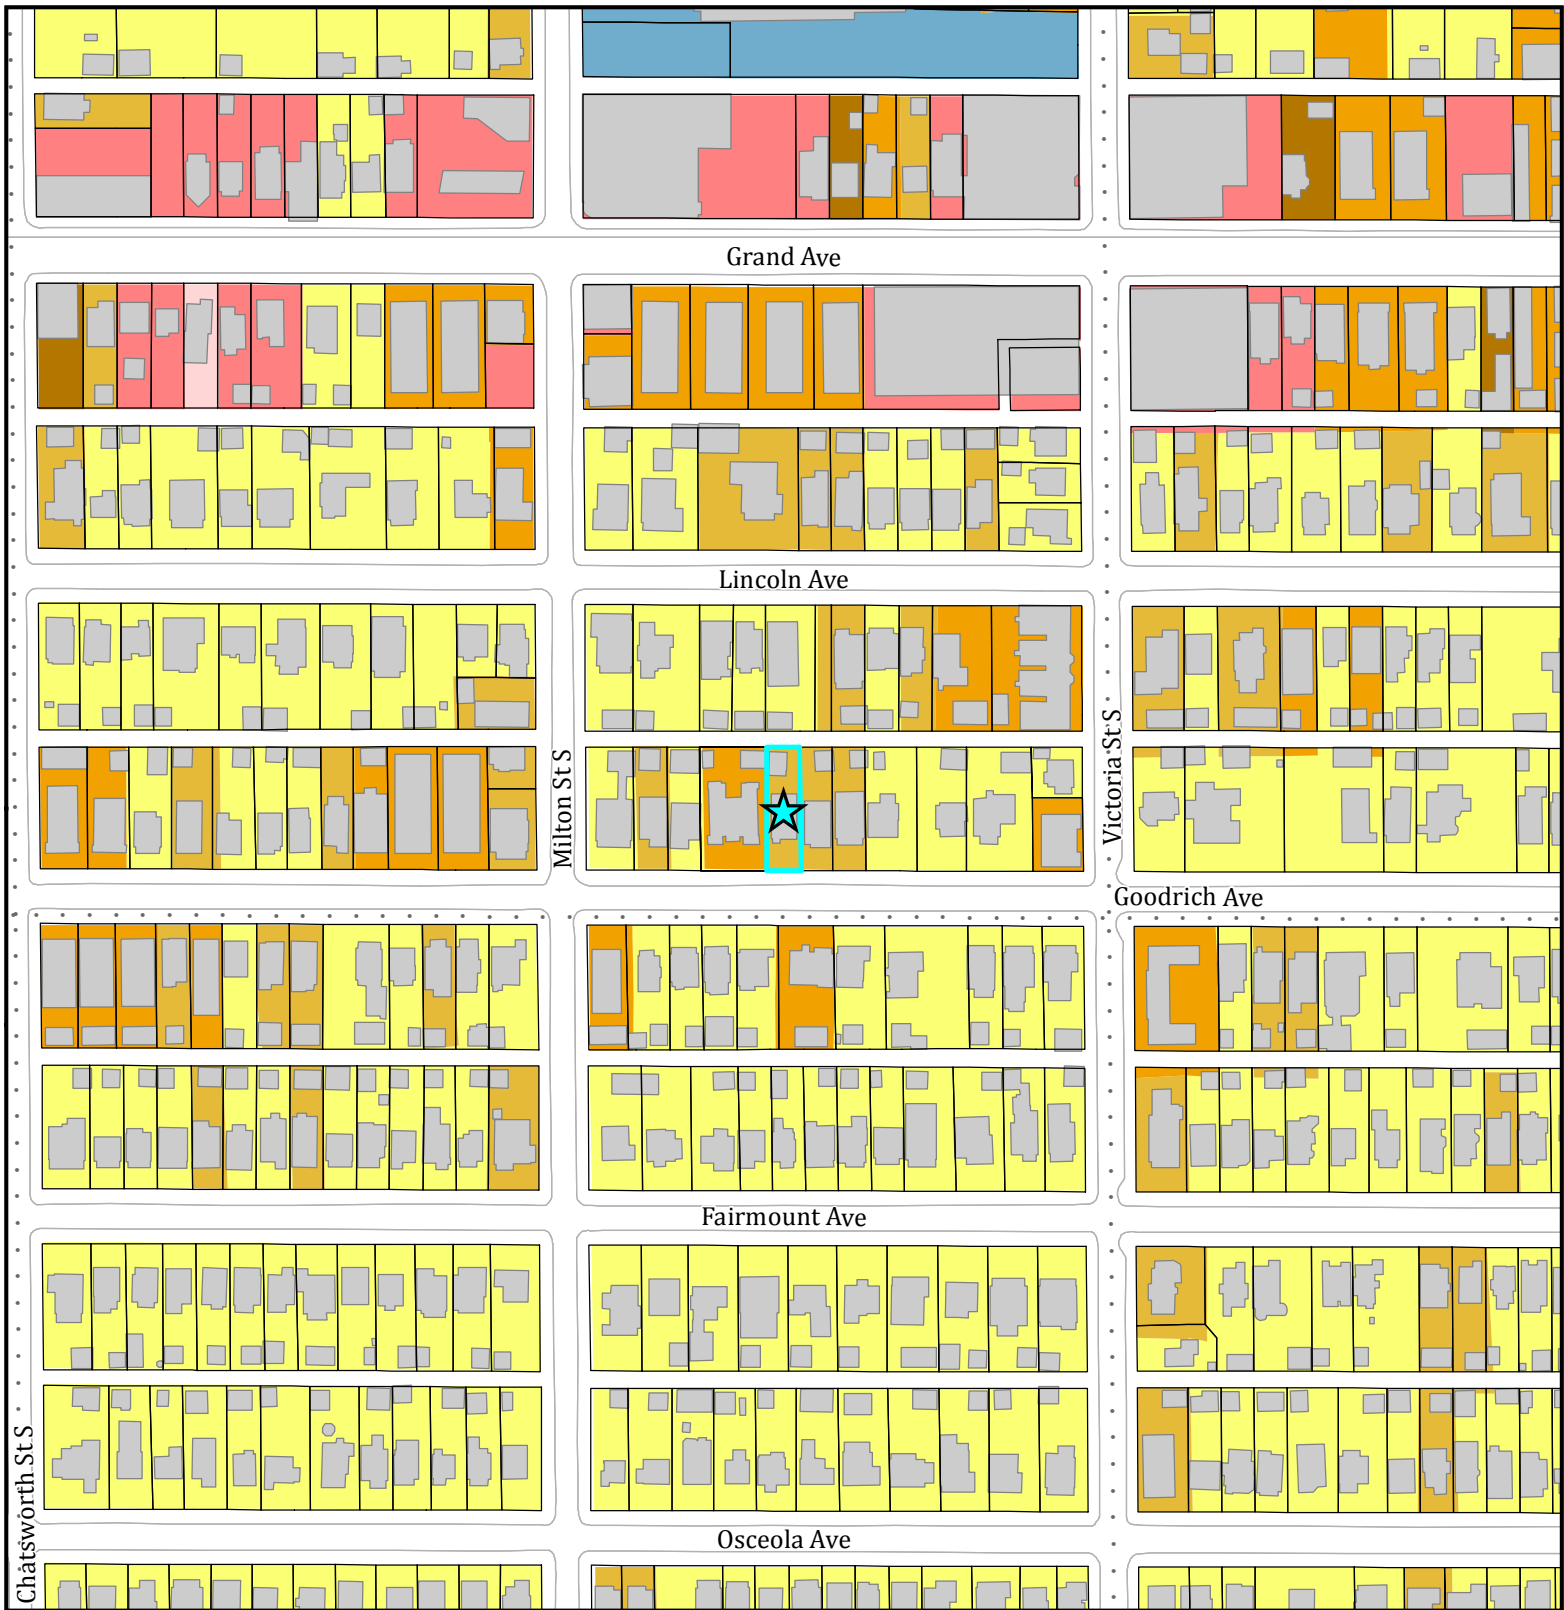 Grand Ave
Lincoln Ave
Milton St S
Victoria St S
Goodrich Ave
Fairmount Ave
Chatsworth St S
Osceola Ave